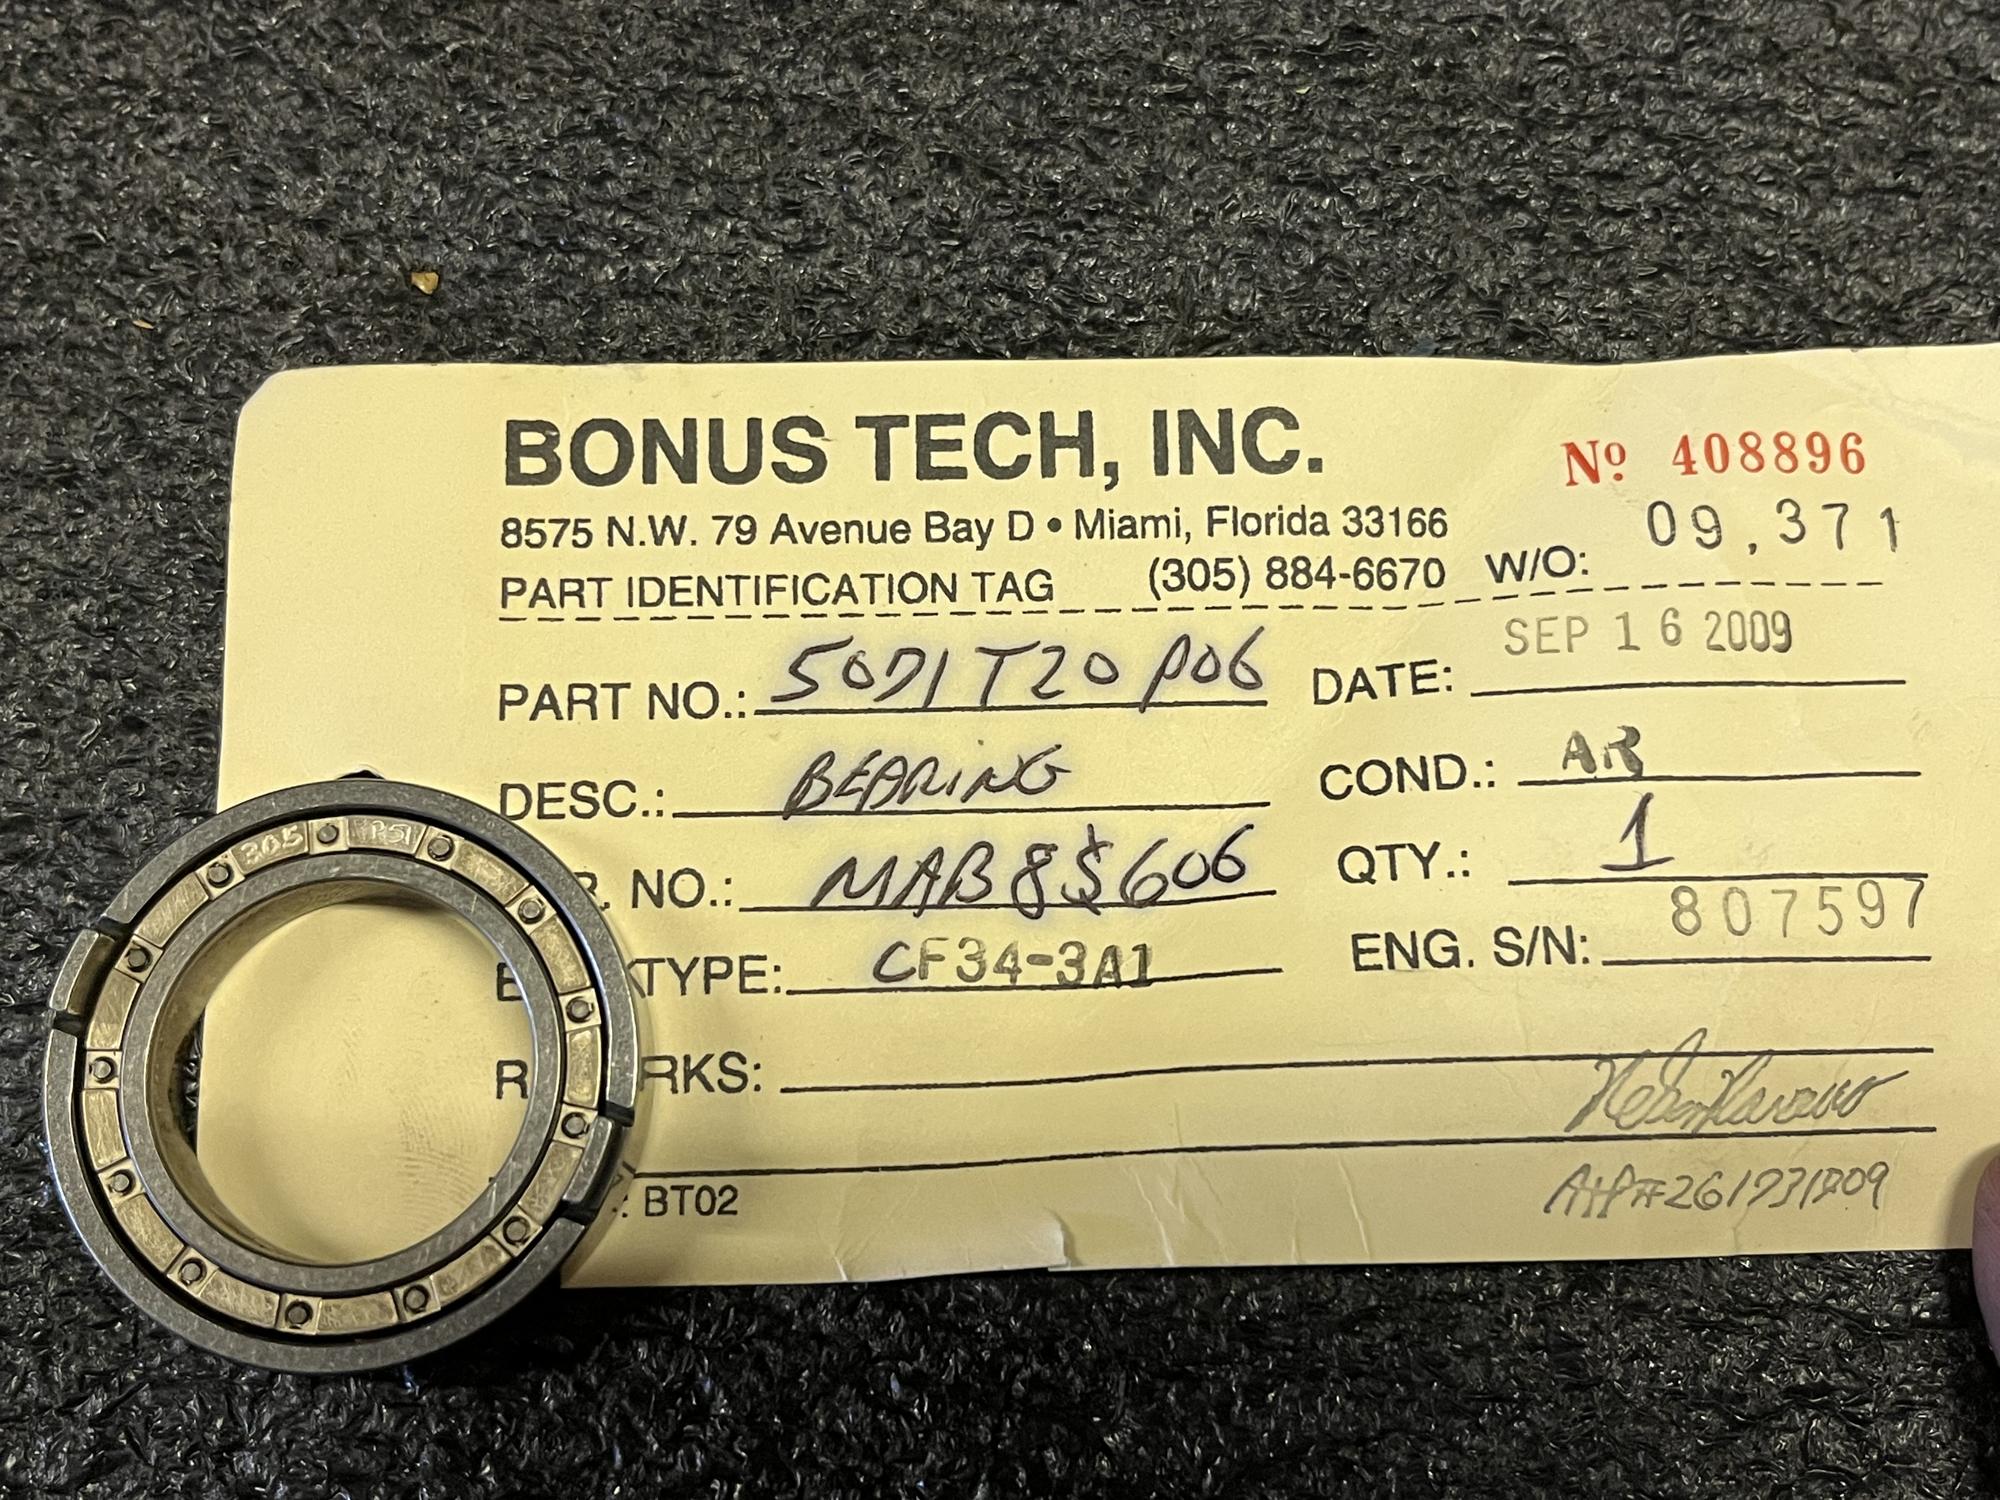 BONUS TECH, INC.
Nº 408896
8575 N.W. 79 Avenue Bay D • Miami, Florida 33166
PART IDENTIFICATION TAG (305) 884-6670 W/O: 09,371
PART NO.: 5071T20P06 DATE: SEP 16 2009
DESC.: BEARING COND.: AR
NO.: MAB8S606 QTY.: 1
TYPE: CF34-3A1 ENG. S/N: 807597
RKS:
BT02
305